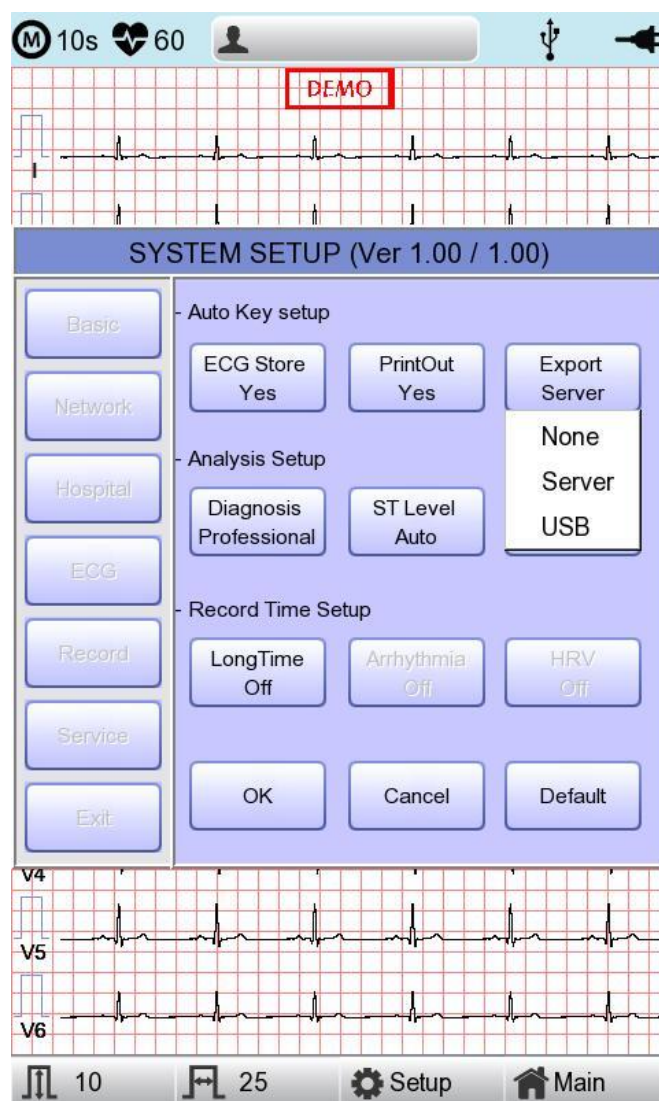 M 10s 60
DEMO
I
SYSTEM SETUP (Ver 1.00 / 1.00)
Basic
Network
Hospital
ECG
Record
Service
Exit
- Auto Key setup
ECG Store
Yes
PrintOut
Yes
Export
Server
None
Server
USB
- Analysis Setup
Diagnosis
Professional
ST Level
Auto
- Record Time Setup
LongTime
Off
Arrhythmia
Off
HRV
Off
OK
Cancel
Default
V4
V5
V6
10 25 Setup Main